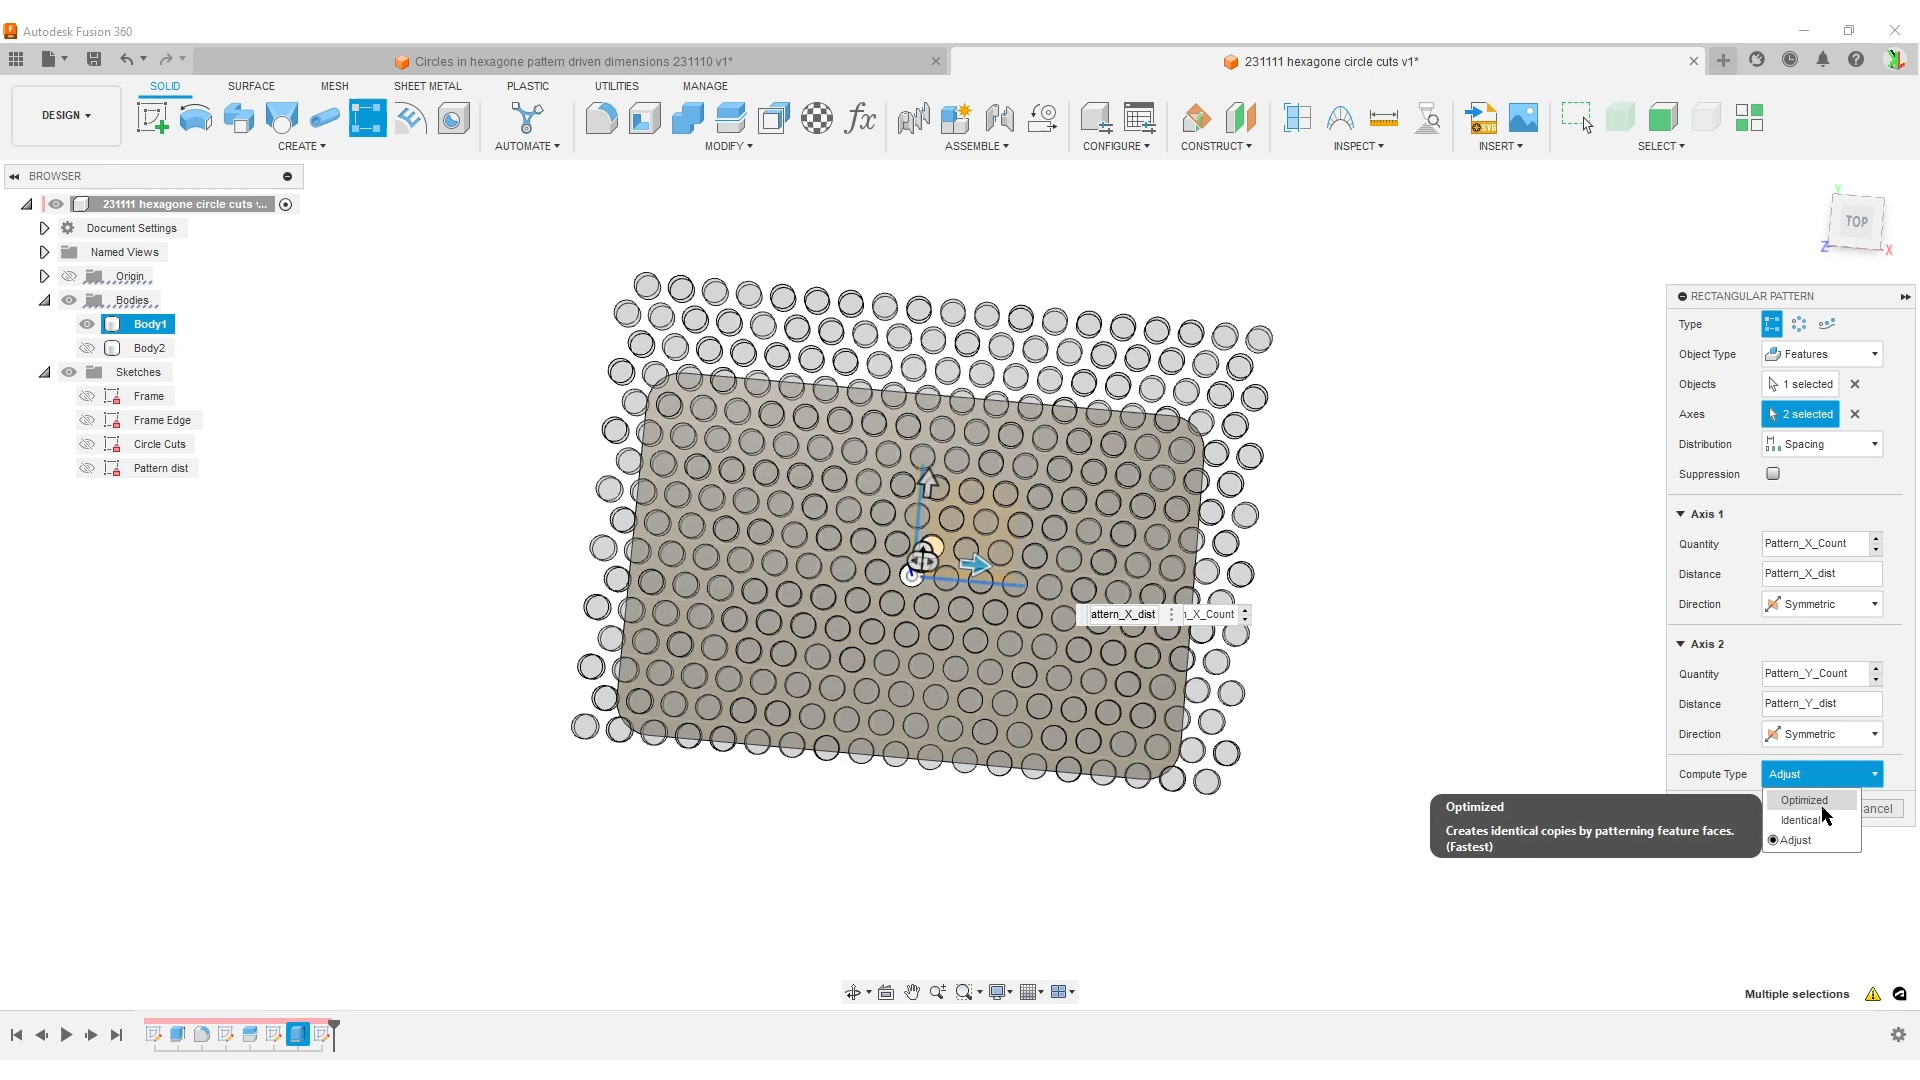 Autodesk Fusion 360
Circles in hexagone pattern driven dimensions 231110 v1*
231111 hexagone circle cuts v1*
SOLID
SURFACE
MESH
SHEET METAL
PLASTIC
UTILITIES
MANAGE
DESIGN
CREATE
AUTOMATE
MODIFY
ASSEMBLE
CONFIGURE
CONSTRUCT
INSPECT
INSERT
SELECT
BROWSER
231111 hexagone circle cuts v...
Document Settings
Named Views
Origin
Bodies
Body1
Body2
Sketches
Frame
Frame Edge
Circle Cuts
Pattern dist
Y
TOP
Z
X
RECTANGULAR PATTERN
Type
Object Type Features
Objects 1 selected
Axes 2 selected
Distribution Spacing
Suppression
Axis 1
Quantity Pattern_X_Count
Distance Pattern_X_dist
Direction Symmetric
attern_X_dist
_X_Count
Axis 2
Quantity Pattern_Y_Count
Distance Pattern_Y_dist
Direction Symmetric
Compute Type Adjust
Optimized
Identical
Adjust
ancel
Optimized
Creates identical copies by patterning feature faces.
(Fastest)
Multiple selections